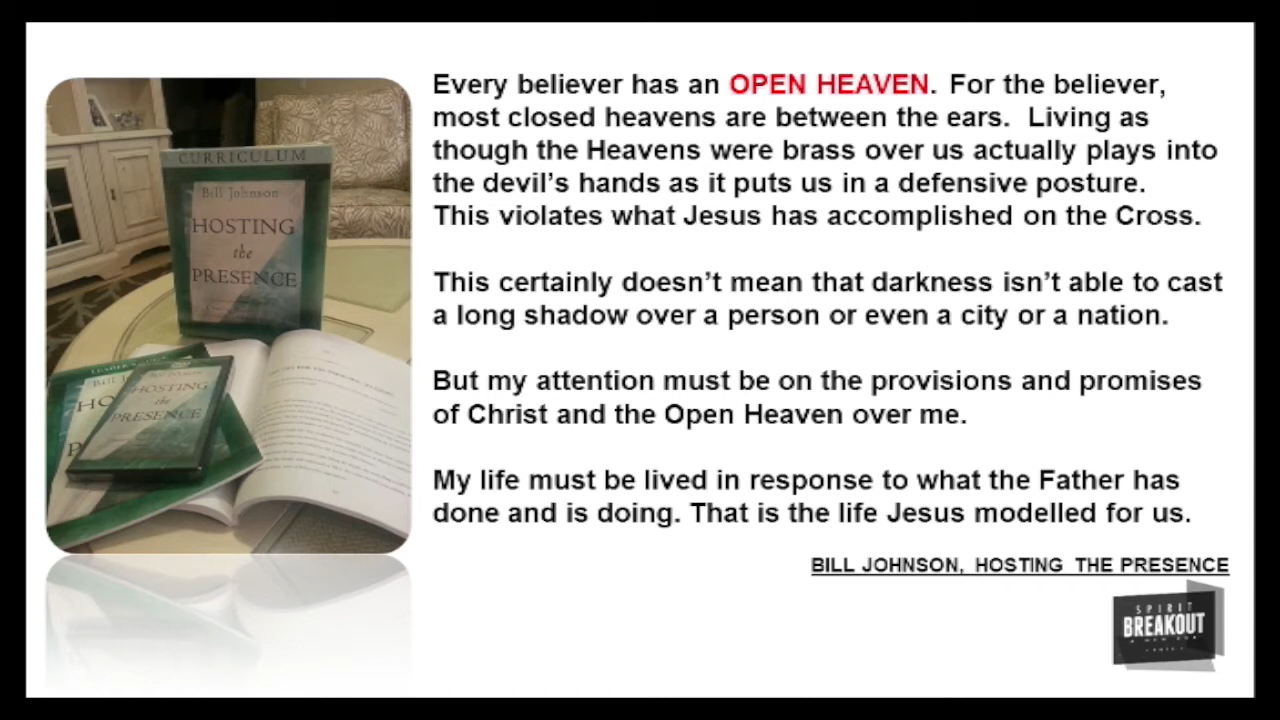 Every believer has an OPEN HEAVEN. For the believer,
most closed heavens are between the ears. Living as
though the Heavens were brass over us actually plays into
the devil's hands as it puts us in a defensive posture.
This violates what Jesus has accomplished on the Cross.
This certainly doesn't mean that darkness isn't able to cast
a long shadow over a person or even a city or a nation.
But my attention must be on the provisions and promises
of Christ and the Open Heaven over me.
My life must be lived in response to what the Father has
done and is doing. That is the life Jesus modelled for us.
BILL JOHNSON, HOSTING THE PRESENCE
CURRICULUM
Bill Johnson
HOSTING
the
PRESENCE
HOSTING
the
PRESENCE
SPIRIT
BREAKOUT